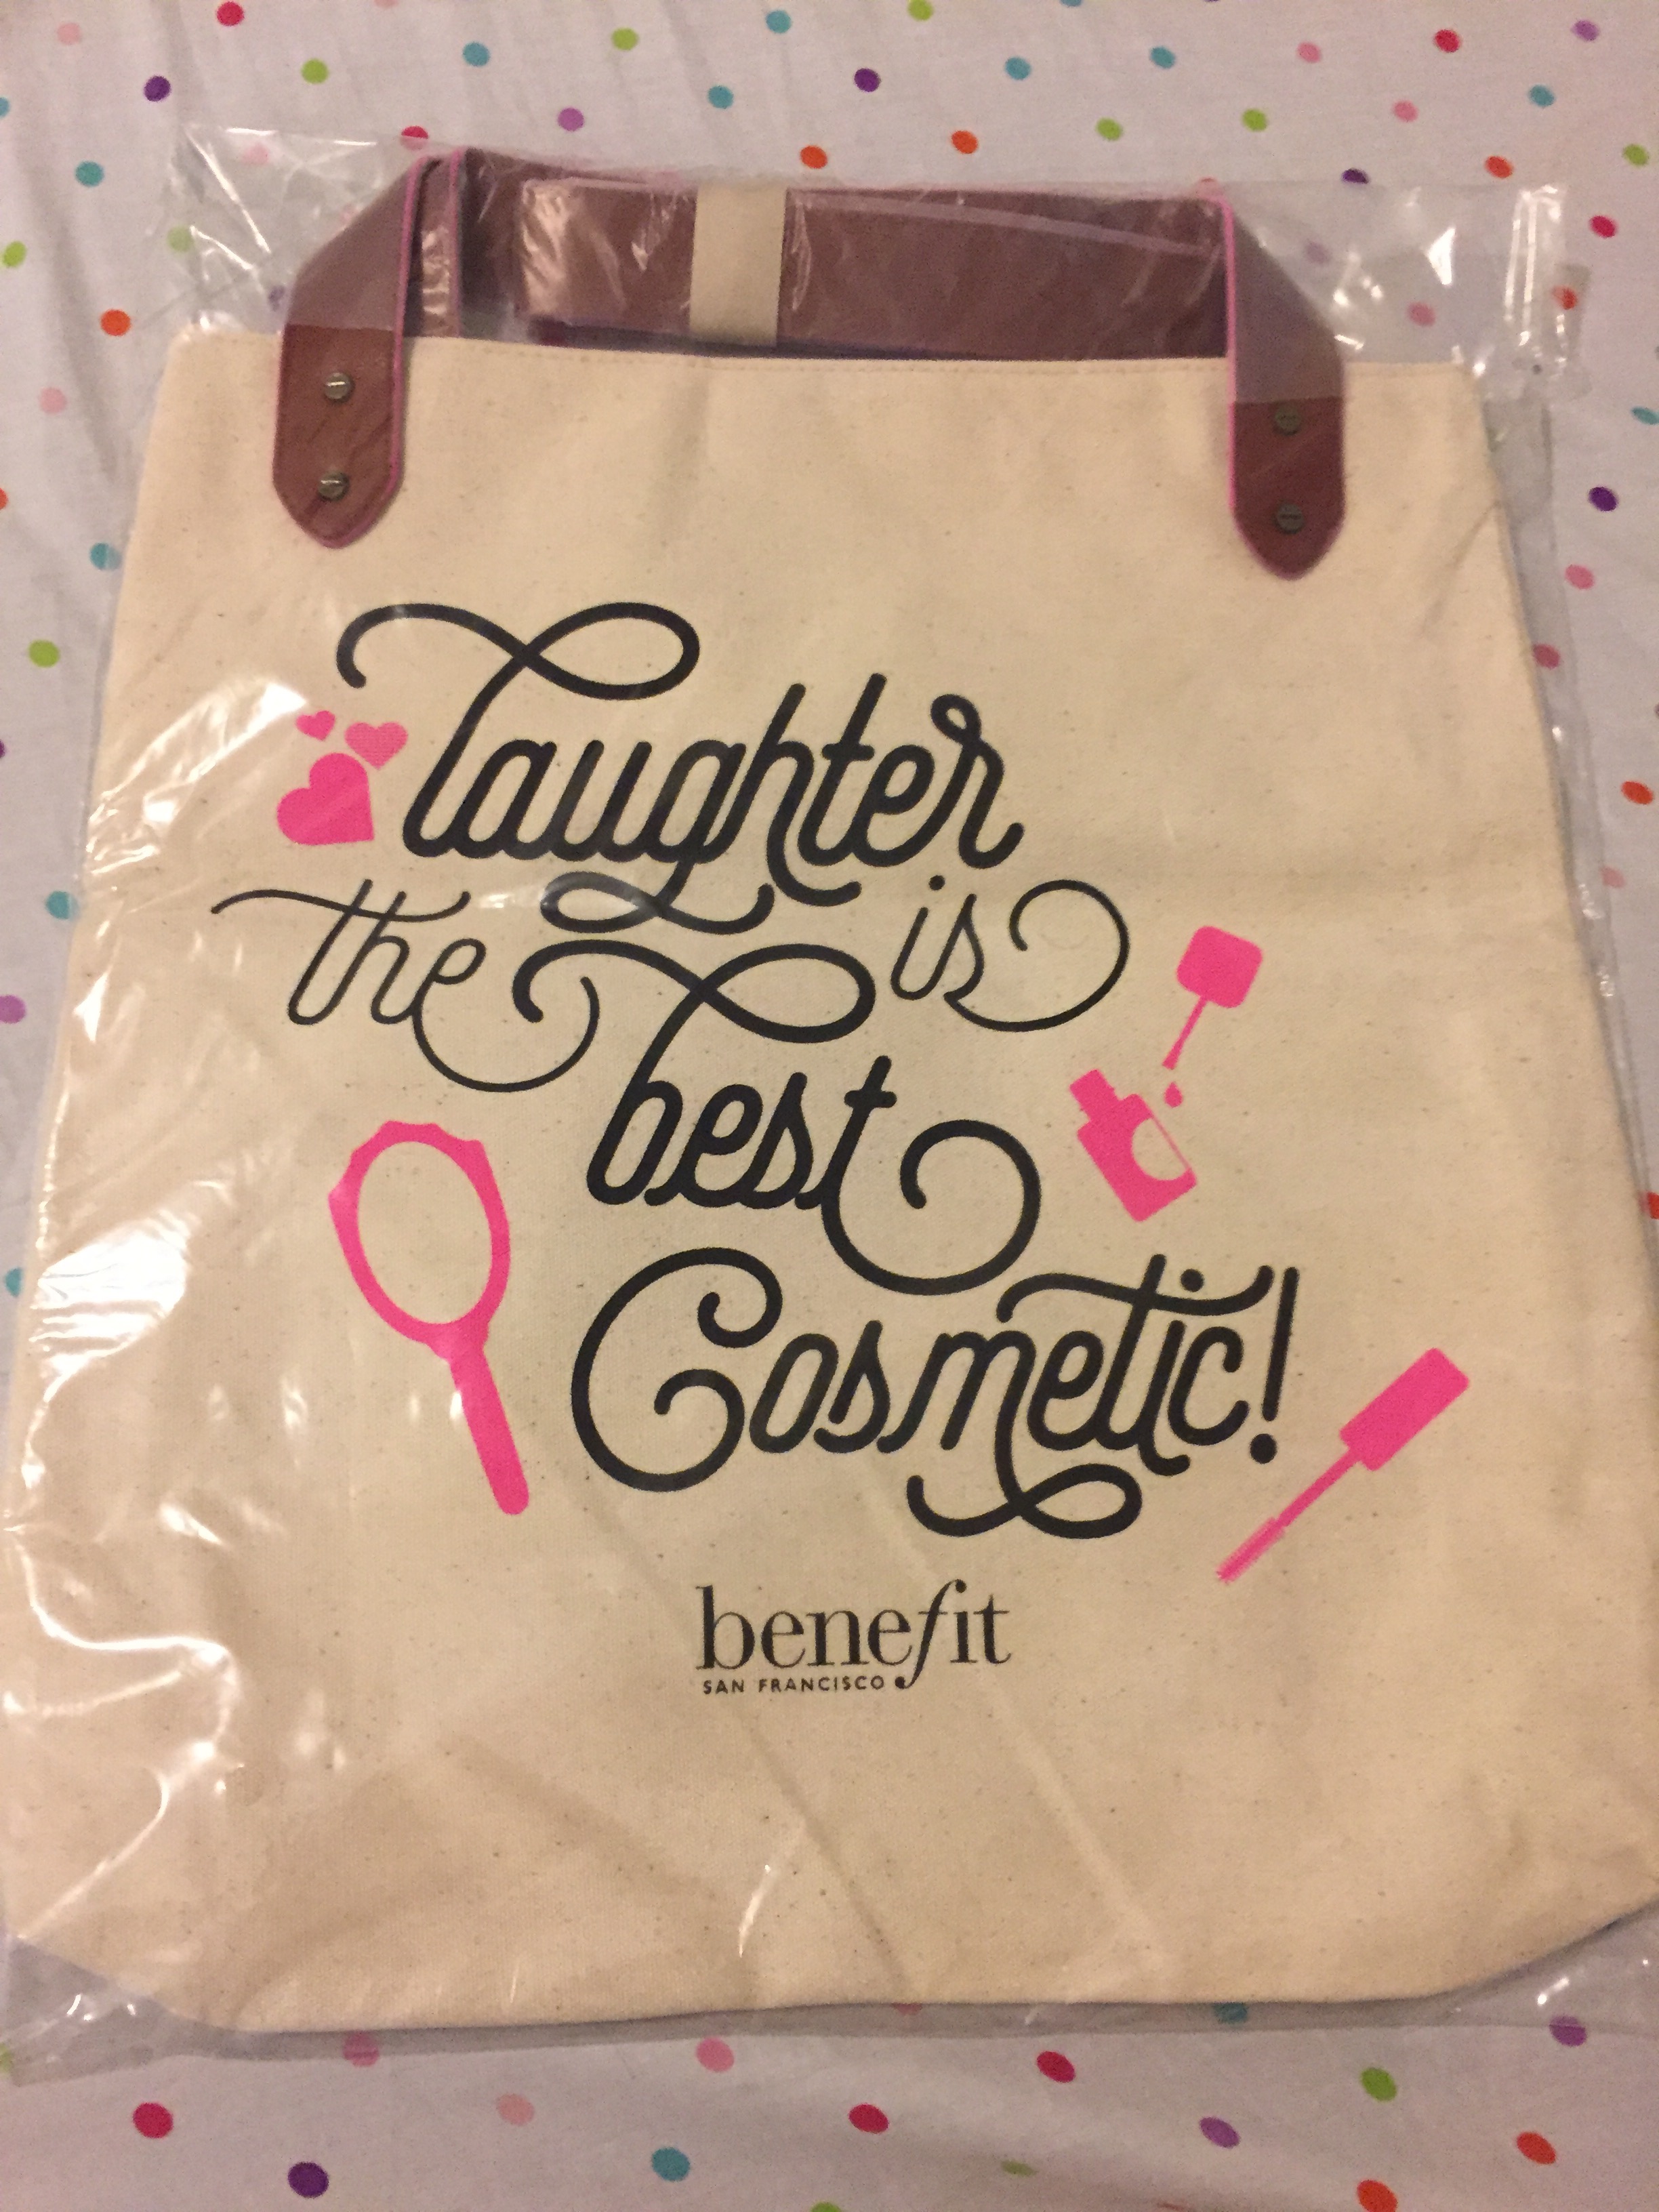 Laughter
is
the
best
Cosmetic!
benefit
SAN FRANCISCO